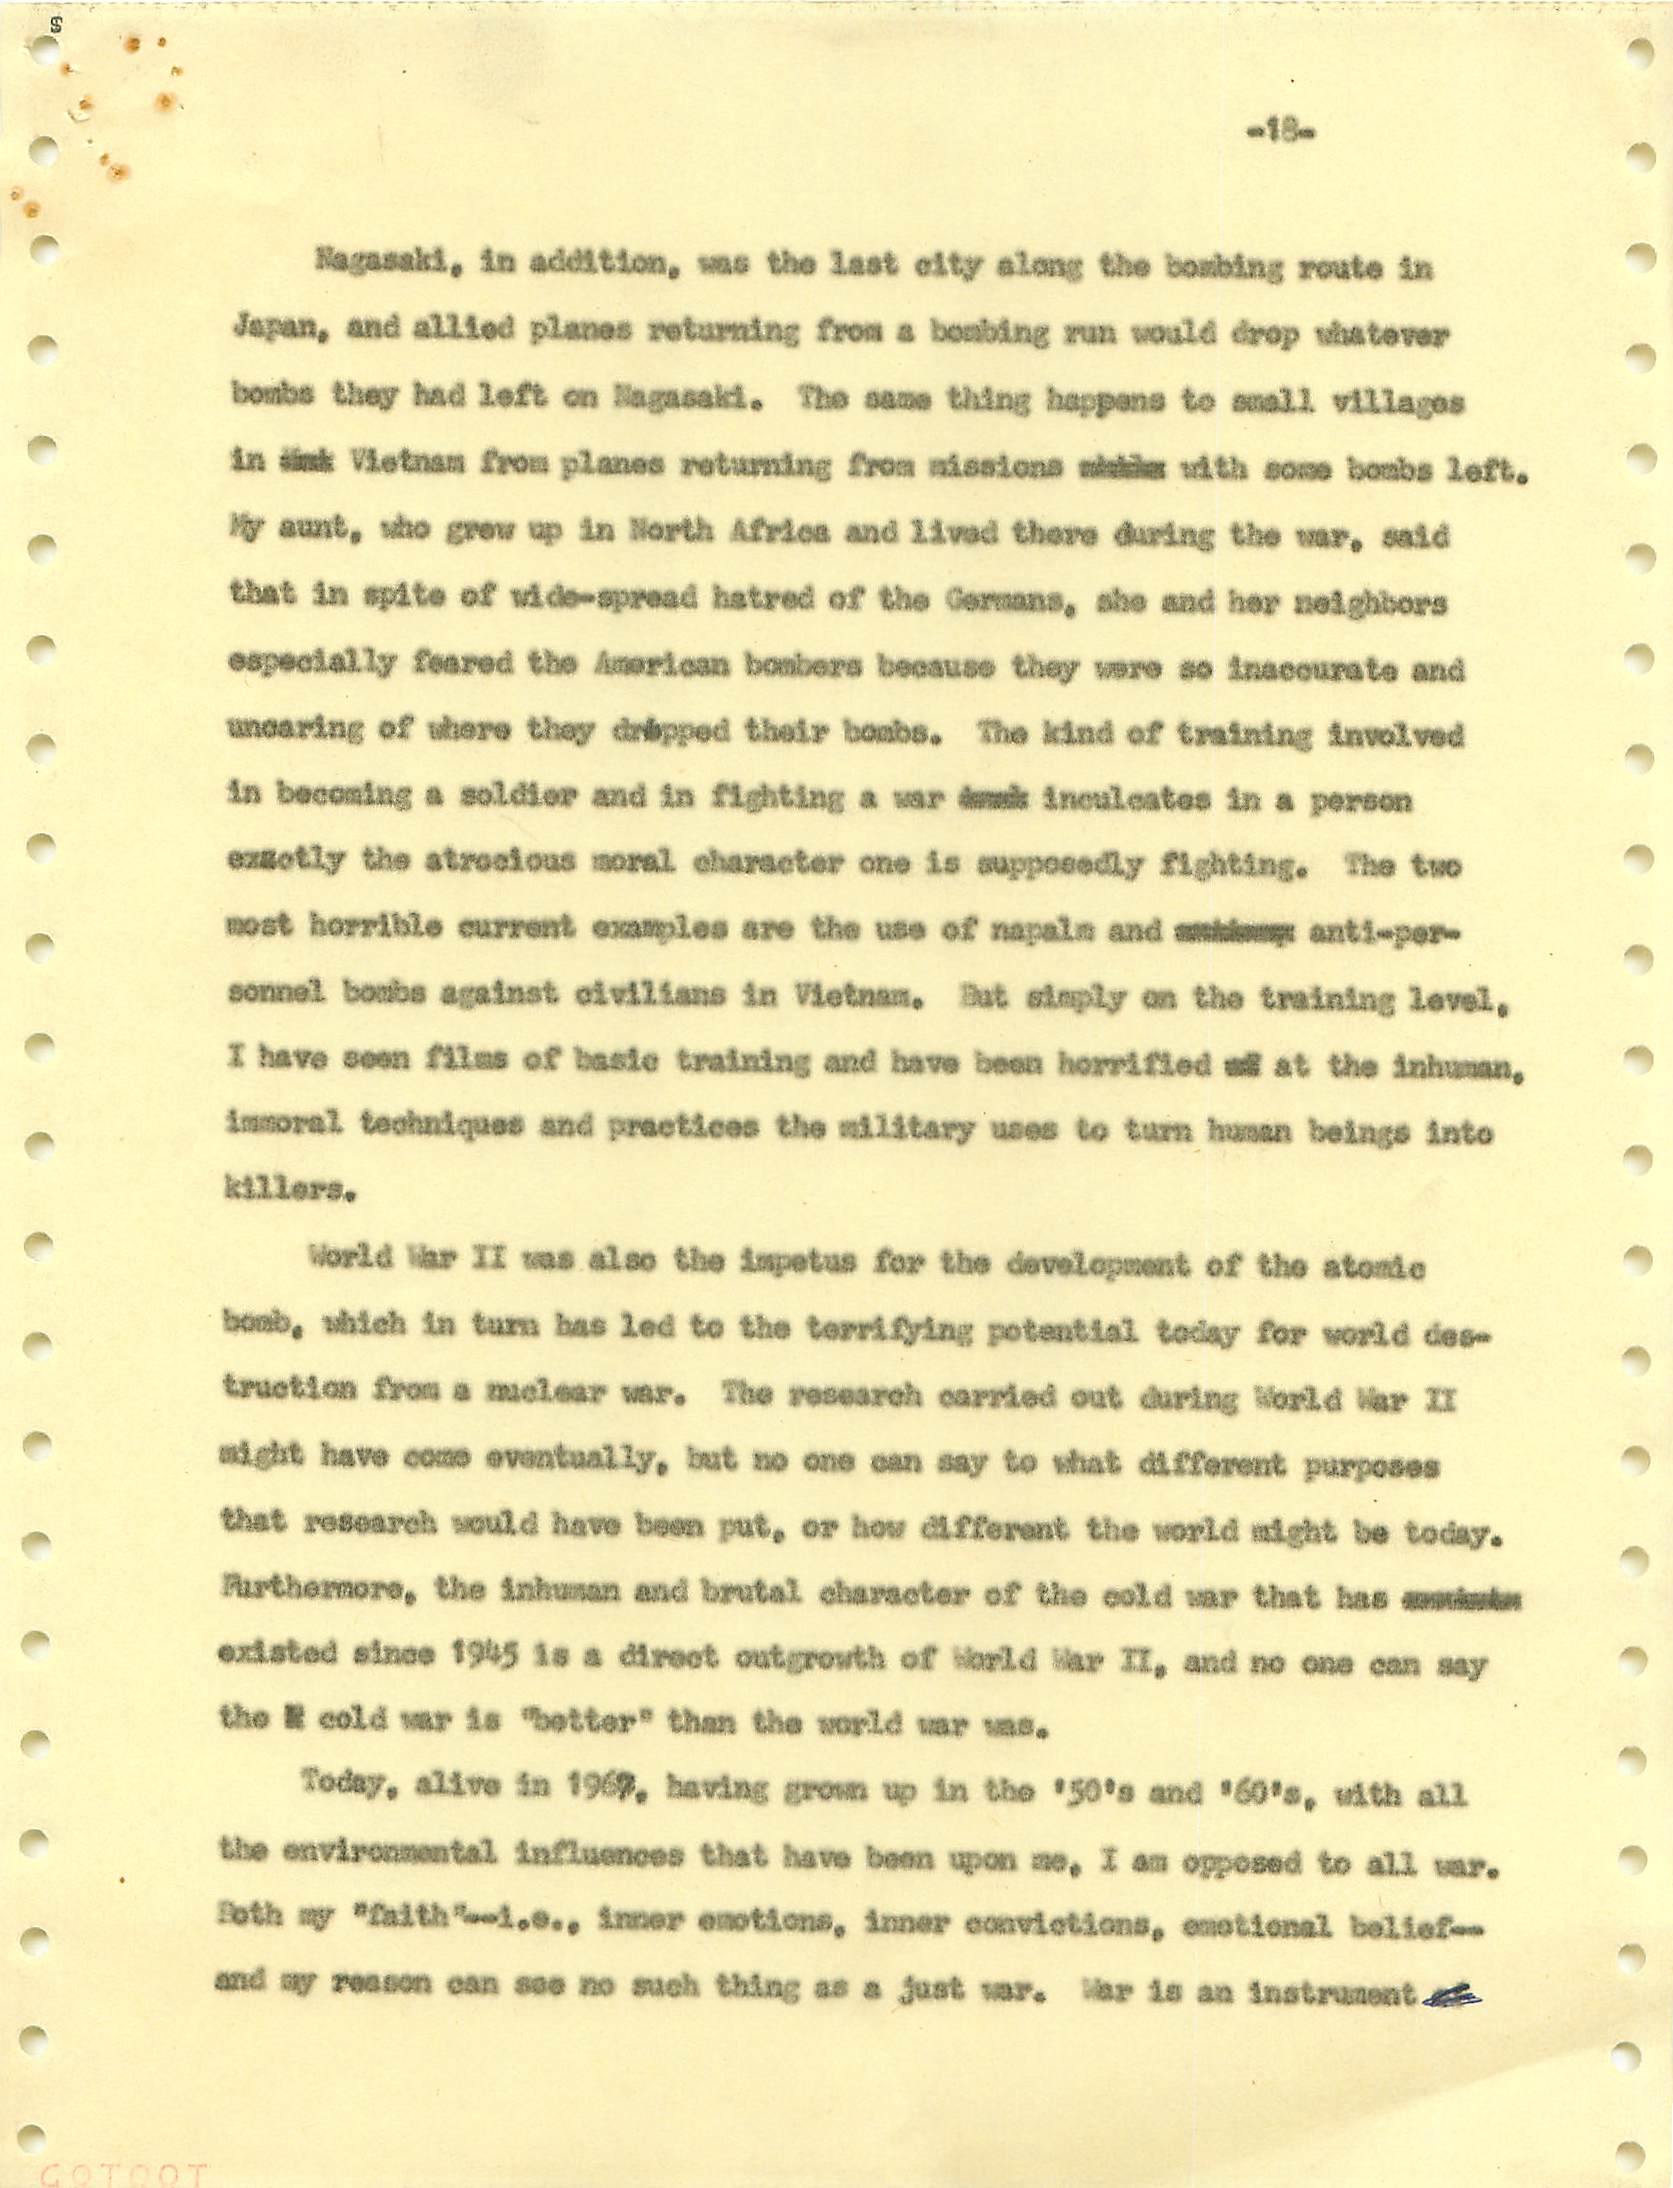 -18-
Nagasaki, in addition, was the last city along the bombing route in
Japan, and allied planes returning from a bombing run would drop whatever
bombs they had left on Nagasaki. The same thing happens to small villages
in Vietnam from planes returning from missions with some bombs left.
My aunt, who grew up in North Africa and lived there during the war, said
that in spite of wide-spread hatred of the Germans, she and her neighbors
especially feared the American bombers because they were so inaccurate and
uncaring of where they dropped their bombs. The kind of training involved
in becoming a soldier and in fighting a war inculcates in a person
exactly the atrocious moral character one is supposedly fighting. The two
most horrible current examples are the use of napalm and anti-per-
sonnel bombs against civilians in Vietnam. But simply on the training level,
I have seen films of basic training and have been horrified at the inhuman,
immoral techniques and practices the military uses to turn human beings into
killers.
World War II was also the impetus for the development of the atomic
bomb, which in turn has led to the terrifying potential today for world des-
truction from a nuclear war. The research carried out during World War II
might have come eventually, but no one can say to what different purposes
that research would have been put, or how different the world might be today.
Furthermore, the inhuman and brutal character of the cold war that has
existed since 1945 is a direct outgrowth of World War II, and no one can say
the cold war is "better" than the world war was.
Today, alive in 1967, having grown up in the '50's and '60's, with all
the environmental influences that have been upon me, I am opposed to all war.
Both my "faith"--i.e., inner emotions, inner convictions, emotional belief--
and my reason can see no such thing as a just war. War is an instrument